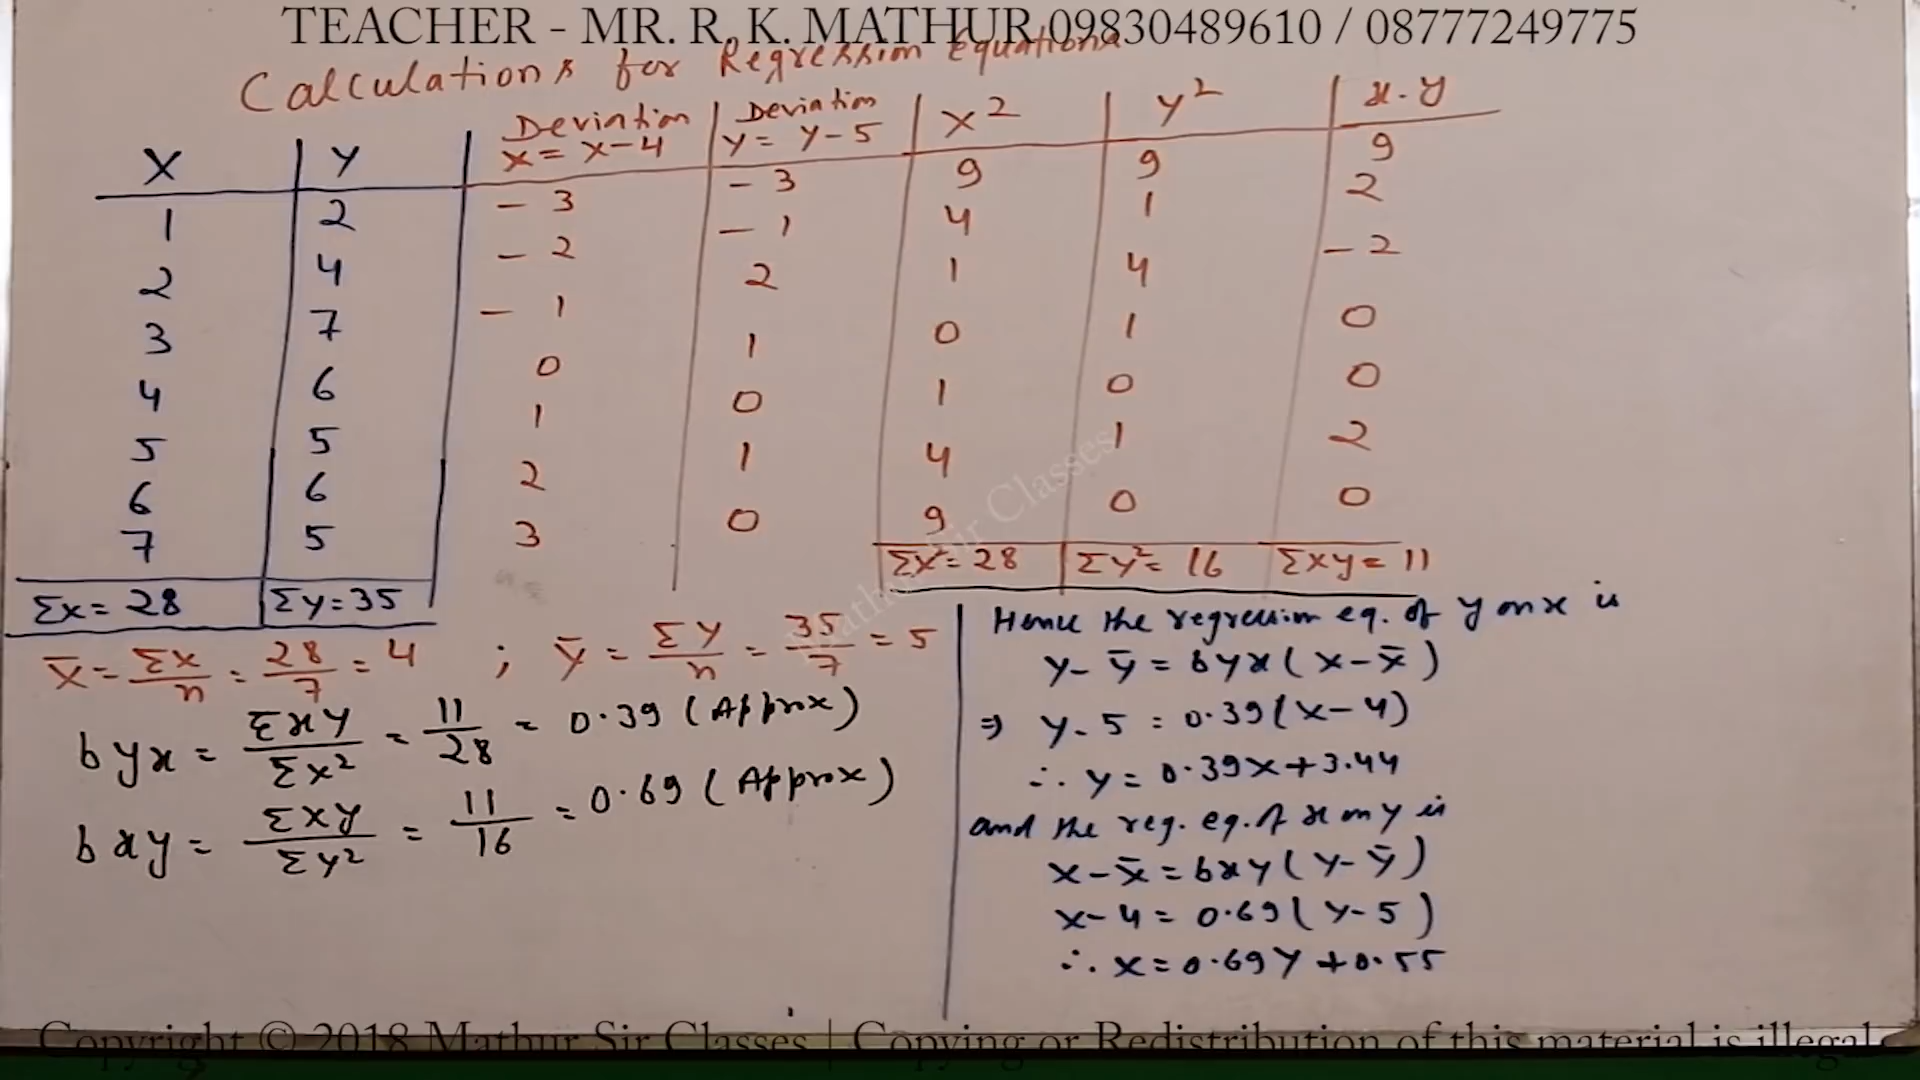 TEACHER - MR. R. K. MATHUR 09830489610 / 08777249775
Calculations for Regression Equations
X Y Deviation x = x-4 Deviation y = y-5 x² y² x.y
1 2 -3 -3 9 9 9
2 4 -2 -1 4 1 2
3 7 -1 2 1 4 -2
4 6 0 1 0 1 0
5 5 1 0 1 0 0
6 6 2 1 4 1 2
7 5 3 0 9 0 0
Σx = 28 Σy = 35 Σx² = 28 Σy² = 16 Σxy = 11
x̄ = Σx/n = 28/7 = 4 ; ȳ = Σy/n = 35/7 = 5
byx = Σxy/Σx² = 11/28 = 0.39 (Approx)
bxy = Σxy/Σy² = 11/16 = 0.69 (Approx)
Hence the regression eq. of y on x is
y - ȳ = byx (x - x̄)
⇒ y - 5 = 0.39 (x - 4)
∴ y = 0.39x + 3.44
and the reg. eq. of x on y is
x - x̄ = bxy (y - ȳ)
x - 4 = 0.69 (y - 5)
∴ x = 0.69y + 0.55
Mathur Sir Classes
Copyright © 2018 Mathur Sir Classes | Copying or Redistribution of this material is illegal